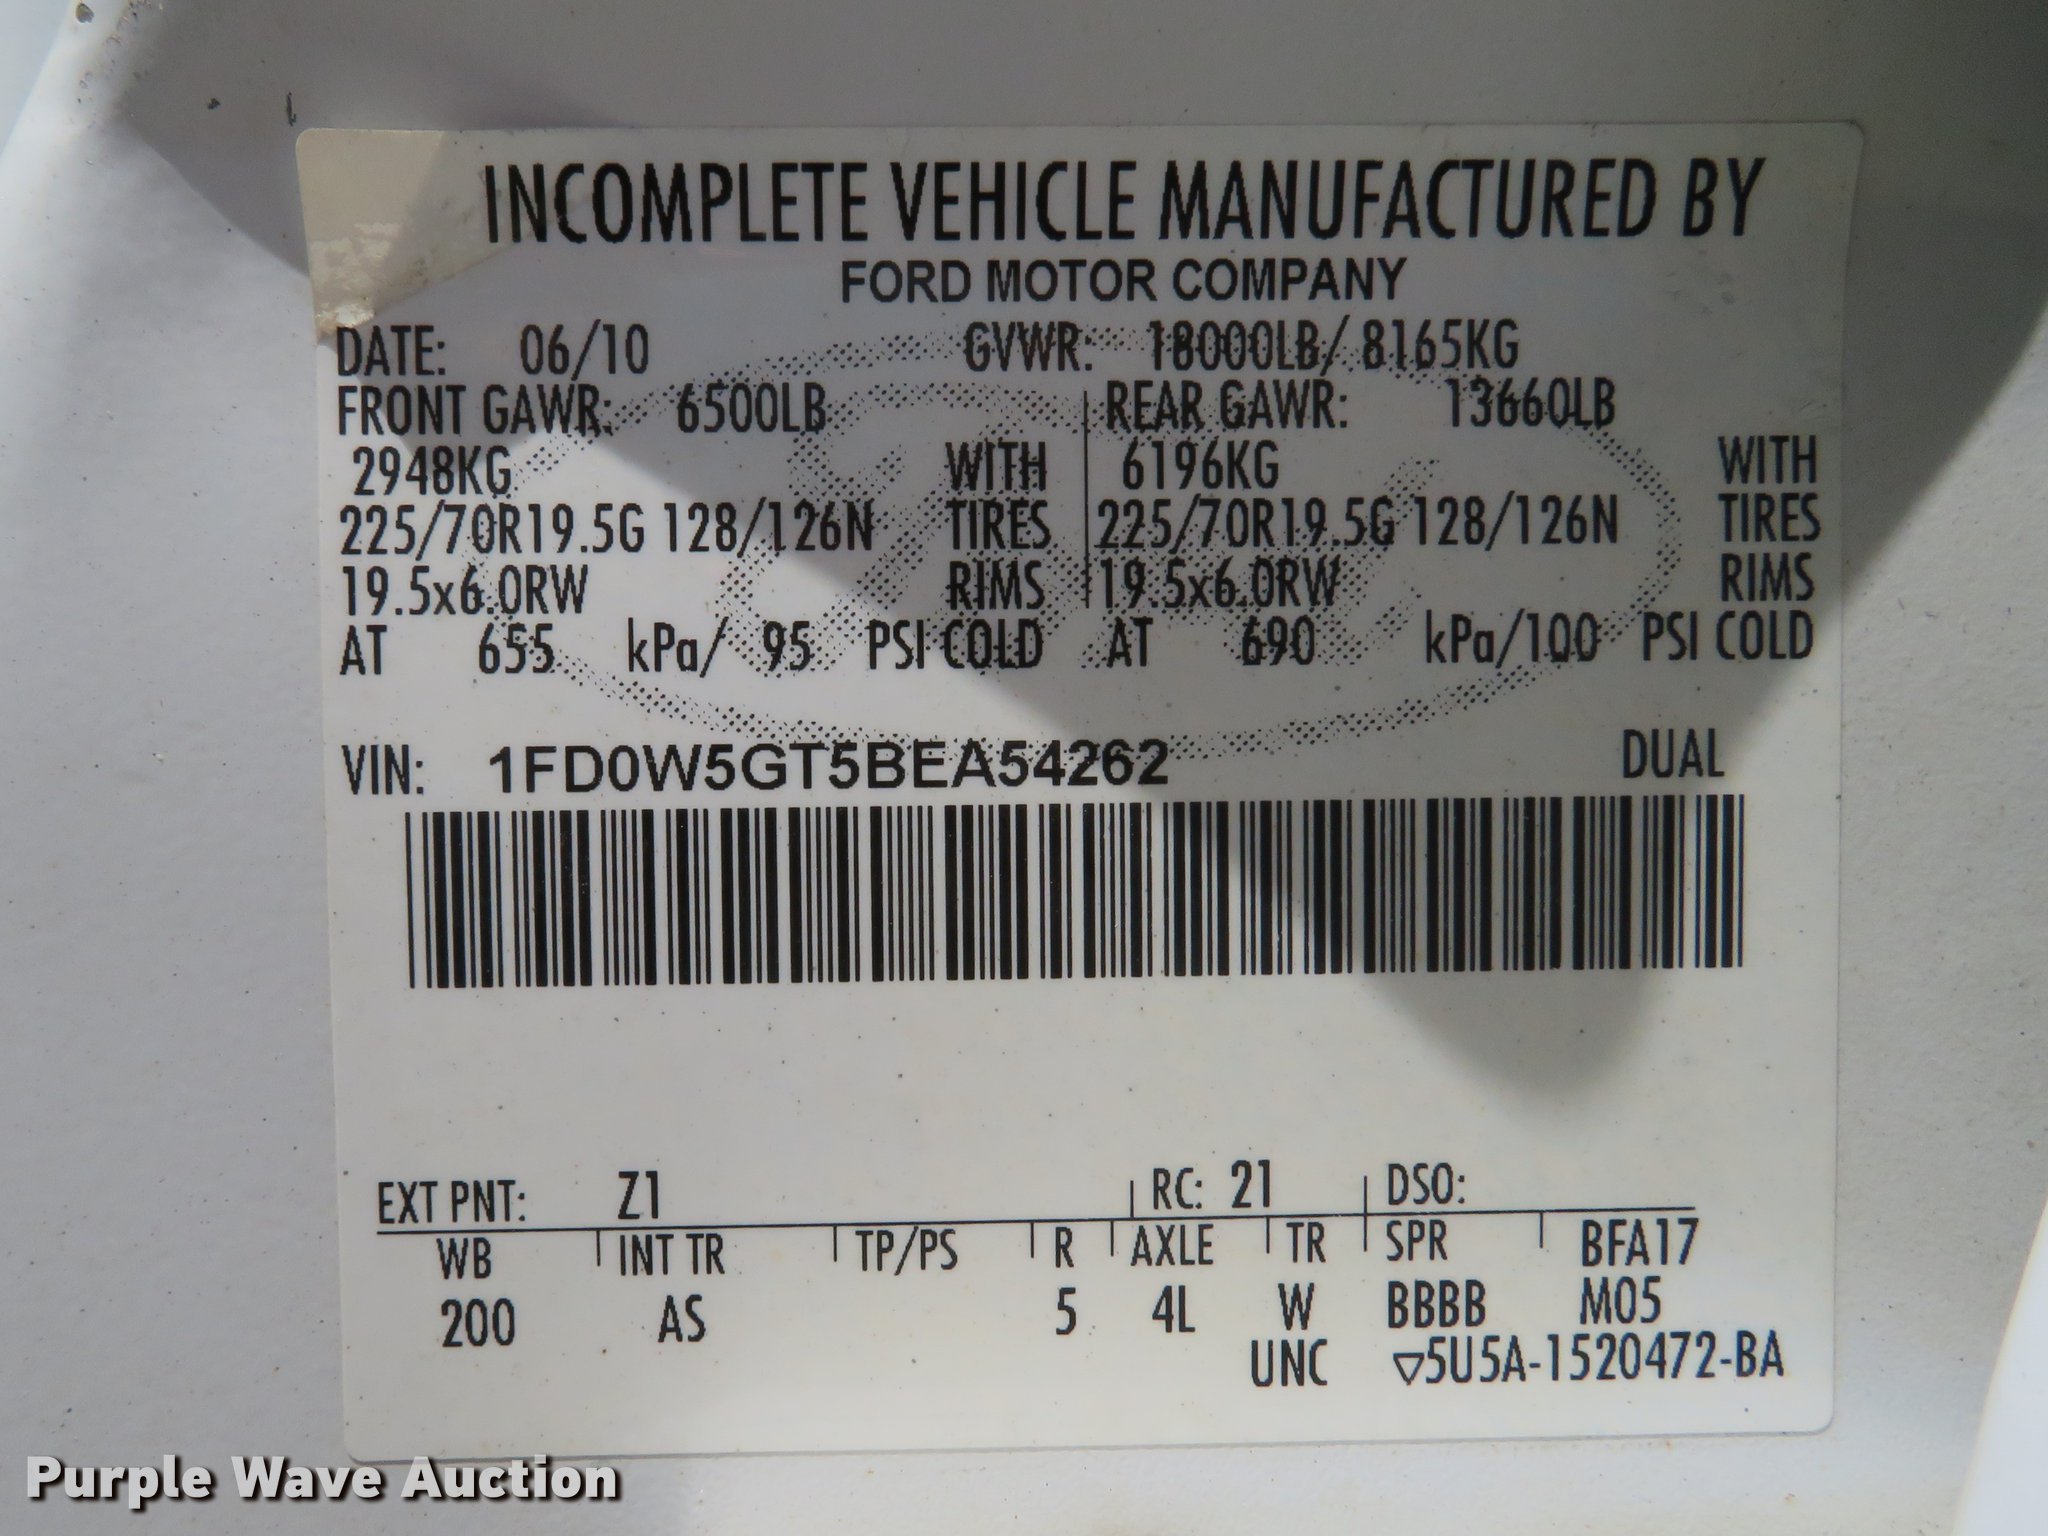 INCOMPLETE VEHICLE MANUFACTURED BY
FORD MOTOR COMPANY
DATE: 06/10 GVWR: 18000LB/ 8165KG
FRONT GAWR: 6500LB REAR GAWR: 13660LB
2948KG WITH 6196KG WITH
225/70R19.5G 128/126N TIRES 225/70R19.5G 128/126N TIRES
19.5x6.0RW RIMS 19.5x6.0RW RIMS
AT 655 kPa/ 95 PSI COLD AT 690 kPa/100 PSI COLD
VIN: 1FD0W5GT5BEA54262 DUAL
EXT PNT: Z1 RC: 21 DSO:
WB INT TR TP/PS R AXLE TR SPR BFA17
200 AS 5 4L W BBBB M05
UNC ▽5U5A-1520472-BA
Purple Wave Auction